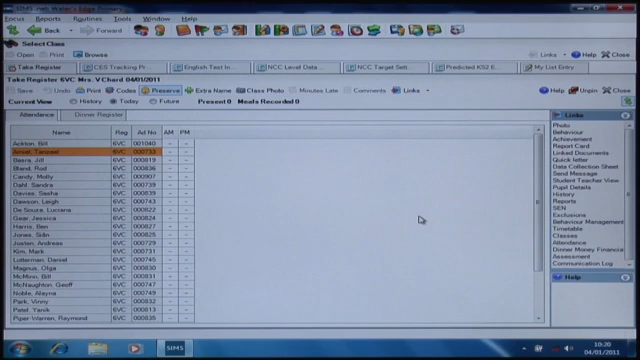 SIMS .net: Water's Edge Primary
Focus Reports Routines Tools Window Help
Back Forward
Select Class
Open Print Browse Links Help Close
Take Register CES Tracking Pr... English Test In... NCC Level Data ... NCC Target Sett... Predicted KS2 E... My List Entry
Take Register 6VC Mrs. V Chard 04/01/2011
Save Undo Print Preserve Extra Name Class Photo Minutes Late Comments Links Help Unpin Close
Current View History Today Future Present 0 Meals Recorded 0 Codes
Attendance Dinner Register
Name Reg Ad No AM PM
Ackton, Bill 6VC 001040 - -
Amiel, Tanzeel 6VC 000733 - -
Basra, Jill 6VC 000819 - -
Bland, Rod 6VC 000836 - -
Candy, Molly 6VC 000907 - -
Dahl, Sandra 6VC 000739 - -
Davies, Sasha 6VC 000839 - -
Dawson, Leigh 6VC 000743 - -
De Souza, Luciana 6VC 000822 - -
Gear, Jessica 6VC 000824 - -
Harris, Ben 6VC 000827 - -
Jones, Siân 6VC 000725 - -
Justen, Andreas 6VC 000729 - -
Kim, Mark 6VC 000731 - -
Lotterman, Daniel 6VC 000745 - -
Magnus, Olga 6VC 000830 - -
McMinn, Bill 6VC 000831 - -
McNaughton, Geoff 6VC 000747 - -
Noble, Alayna 6VC 000749 - -
Park, Vinny 6VC 000832 - -
Patel, Yanik 6VC 000813 - -
Piper Warren, Raymond 6VC 000835 - -
Links
Photo
Behaviour
Achievement
Report Card
Linked Documents
Quick letter
Data Collection Sheet
Send Message
Student Teacher View
Pupil Details
History
Reports
SEN
Exclusions
Behaviour Management
Timetable
Classes
Attendance
Dinner Money Financia
Assessment
Communication Log
Help
SIMS
10:20
04/01/2011